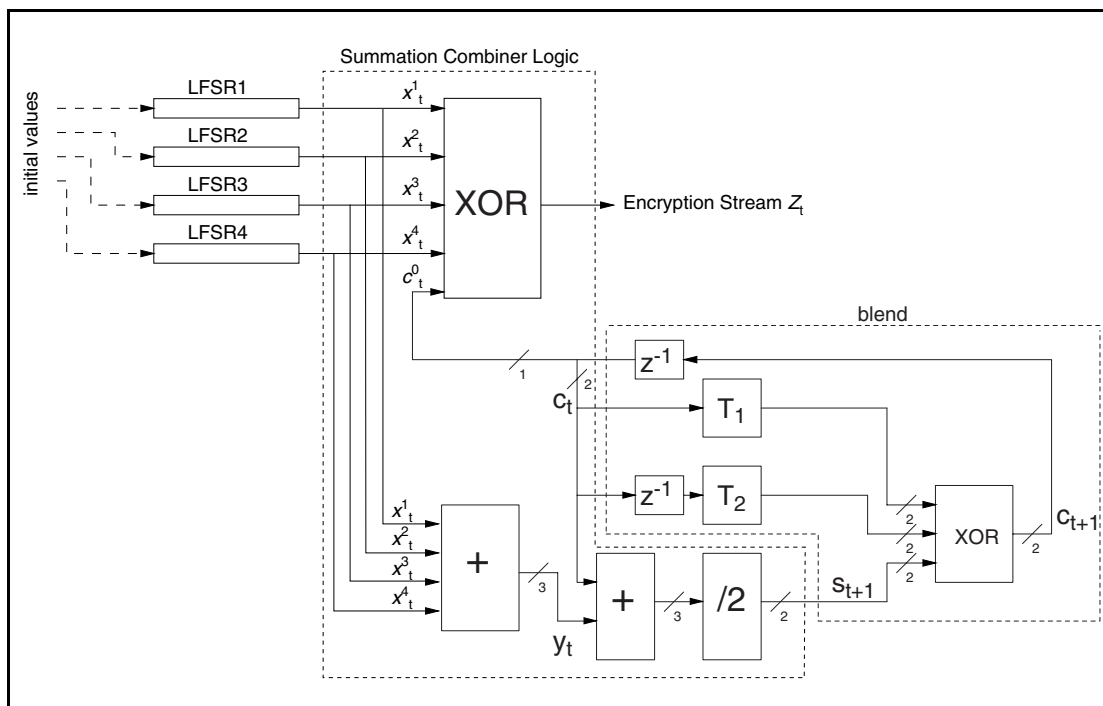 Summation Combiner Logic
initial values
LFSR1
LFSR2
LFSR3
LFSR4
x¹ₜ
x²ₜ
x³ₜ
x⁴ₜ
c⁰ₜ
XOR
Encryption Stream Zₜ
blend
1
2
cₜ
z⁻¹
T₁
z⁻¹
T₂
2
2
2
XOR
2
cₜ₊₁
x¹ₜ
x²ₜ
x³ₜ
x⁴ₜ
+
3
yₜ
+
3
/2
2
sₜ₊₁